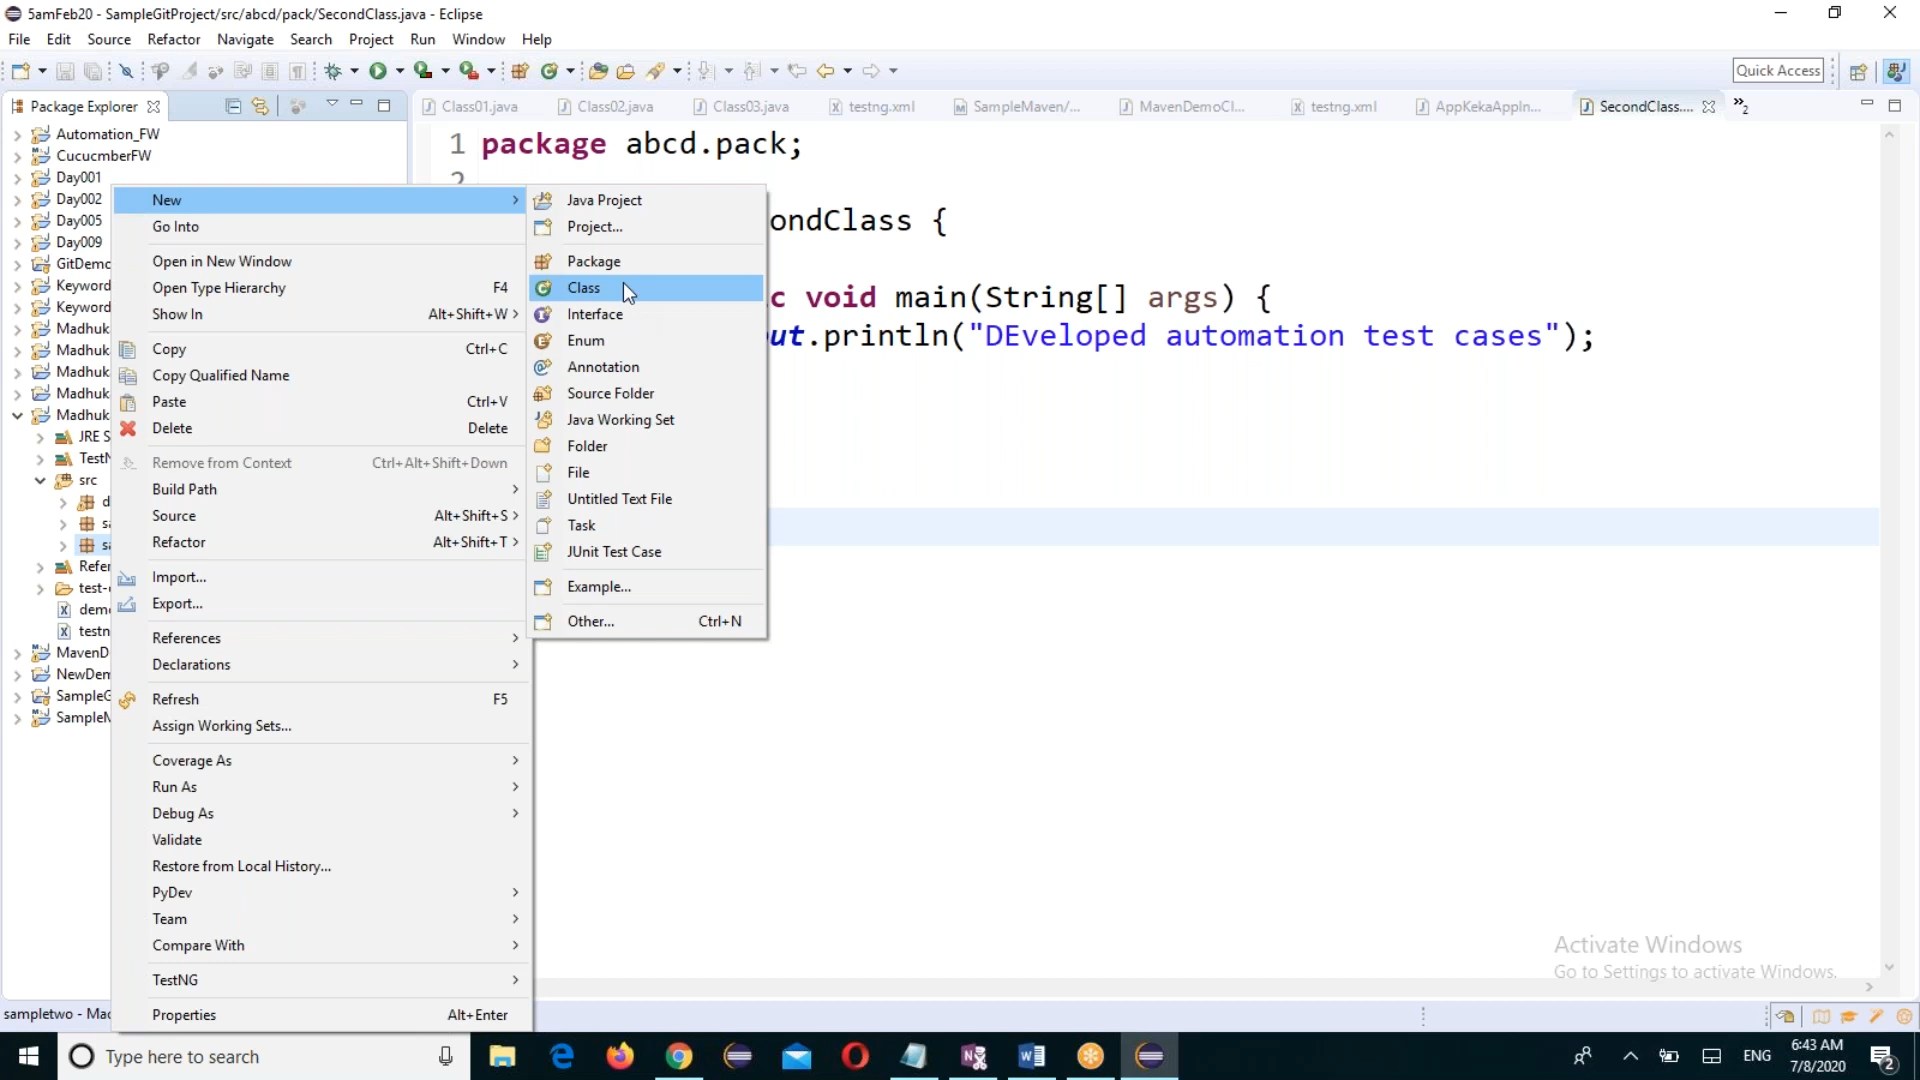 5amFeb20 - SampleGitProject/src/abcd/pack/SecondClass.java - Eclipse
File Edit Source Refactor Navigate Search Project Run Window Help
Quick Access
Package Explorer
Class01.java Class02.java Class03.java testng.xml SampleMaven/... MavenDemoCl... testng.xml AppKekaAppIn... SecondClass.... »2
Automation_FW
CucucmberFW
Day001
Day002
Day005
Day009
GitDemo
Keyword
Keyword
Madhuk
Madhuk
Madhuk
Madhuk
Madhuk
JRE S
TestN
src
d
sa
sa
Refer
test-
demo
testn
MavenD
NewDem
SampleG
SampleM
New
Go Into
Open in New Window
Open Type Hierarchy F4
Show In Alt+Shift+W
Copy Ctrl+C
Copy Qualified Name
Paste Ctrl+V
Delete Delete
Remove from Context Ctrl+Alt+Shift+Down
Build Path
Source Alt+Shift+S
Refactor Alt+Shift+T
Import...
Export...
References
Declarations
Refresh F5
Assign Working Sets...
Coverage As
Run As
Debug As
Validate
Restore from Local History...
PyDev
Team
Compare With
TestNG
Properties Alt+Enter
Java Project
Project...
Package
Class
Interface
Enum
Annotation
Source Folder
Java Working Set
Folder
File
Untitled Text File
Task
JUnit Test Case
Example...
Other... Ctrl+N
1 package abcd.pack;
2
ondClass {
c void main(String[] args) {
ut.println("DEveloped automation test cases");
Activate Windows
Go to Settings to activate Windows.
sampletwo - Mad
Type here to search
ENG
6:43 AM
7/8/2020
2